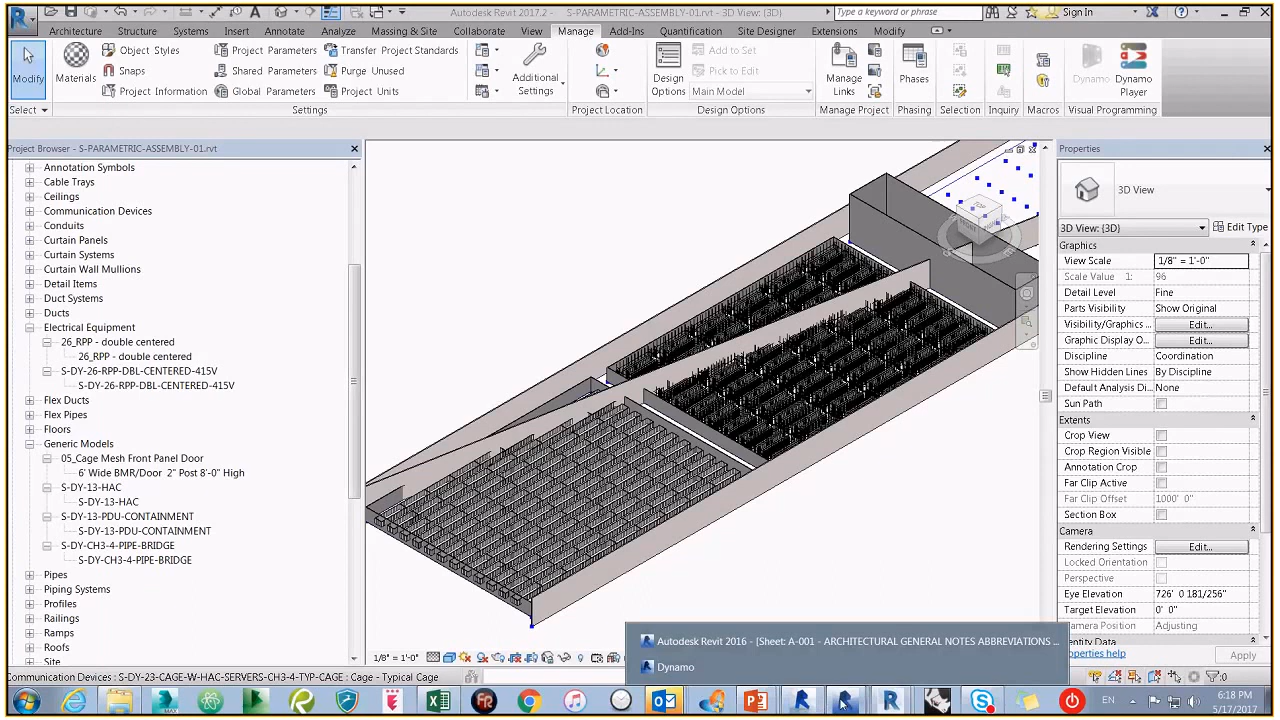 Autodesk Revit 2017.2 - S-PARAMETRIC-ASSEMBLY-01.rvt - 3D View: {3D}
Type a keyword or phrase
Sign In
Architecture Structure Systems Insert Annotate Analyze Massing & Site Collaborate View Manage Add-Ins Quantification Site Designer Extensions Modify
Modify
Materials
Object Styles
Snaps
Project Information
Project Parameters
Shared Parameters
Global Parameters
Transfer Project Standards
Purge Unused
Project Units
Additional Settings
Design Options
Add to Set
Pick to Edit
Main Model
Manage Links
Phases
Dynamo
Dynamo Player
Select Settings Project Location Design Options Manage Project Phasing Selection Inquiry Macros Visual Programming
Project Browser - S-PARAMETRIC-ASSEMBLY-01.rvt
Annotation Symbols
Cable Trays
Ceilings
Communication Devices
Conduits
Curtain Panels
Curtain Systems
Curtain Wall Mullions
Detail Items
Duct Systems
Ducts
Electrical Equipment
26_RPP - double centered
26_RPP - double centered
S-DY-26-RPP-DBL-CENTERED-415V
S-DY-26-RPP-DBL-CENTERED-415V
Flex Ducts
Flex Pipes
Floors
Generic Models
05_Cage Mesh Front Panel Door
6' Wide BMR/Door 2" Post 8'-0" High
S-DY-13-HAC
S-DY-13-HAC
S-DY-13-PDU-CONTAINMENT
S-DY-13-PDU-CONTAINMENT
S-DY-CH3-4-PIPE-BRIDGE
S-DY-CH3-4-PIPE-BRIDGE
Pipes
Piping Systems
Profiles
Railings
Ramps
Roofs
Site
TOP
Properties
3D View
3D View: {3D} Edit Type
Graphics
View Scale 1/8" = 1'-0"
Scale Value 1: 96
Detail Level Fine
Parts Visibility Show Original
Visibility/Graphics ... Edit...
Graphic Display O... Edit...
Discipline Coordination
Show Hidden Lines By Discipline
Default Analysis Di... None
Sun Path
Extents
Crop View
Crop Region Visible
Annotation Crop
Far Clip Active
Far Clip Offset 1000' 0"
Section Box
Camera
Rendering Settings Edit...
Locked Orientation
Perspective
Eye Elevation 726' 0 181/256"
Target Elevation 0' 0"
Camera Position Adjusting
Identity Data
Properties help Apply
Autodesk Revit 2016 - [Sheet: A-001 - ARCHITECTURAL GENERAL NOTES ABBREVIATIONS ...
Dynamo
1/8" = 1'-0"
Communication Devices : S-DY-23-CAGE-W-HAC-SERVERS-CH3-4-TYP-CAGE : Cage - Typical Cage
:0
EN
6:18 PM
5/17/2017